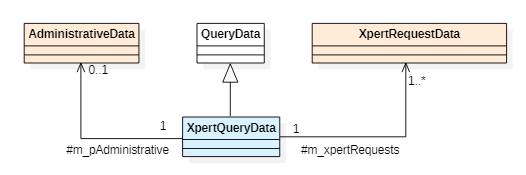 AdministrativeData
QueryData
XpertRequestData
0..1
1..*
1
XpertQueryData
1
#m_pAdministrative
#m_xpertRequests